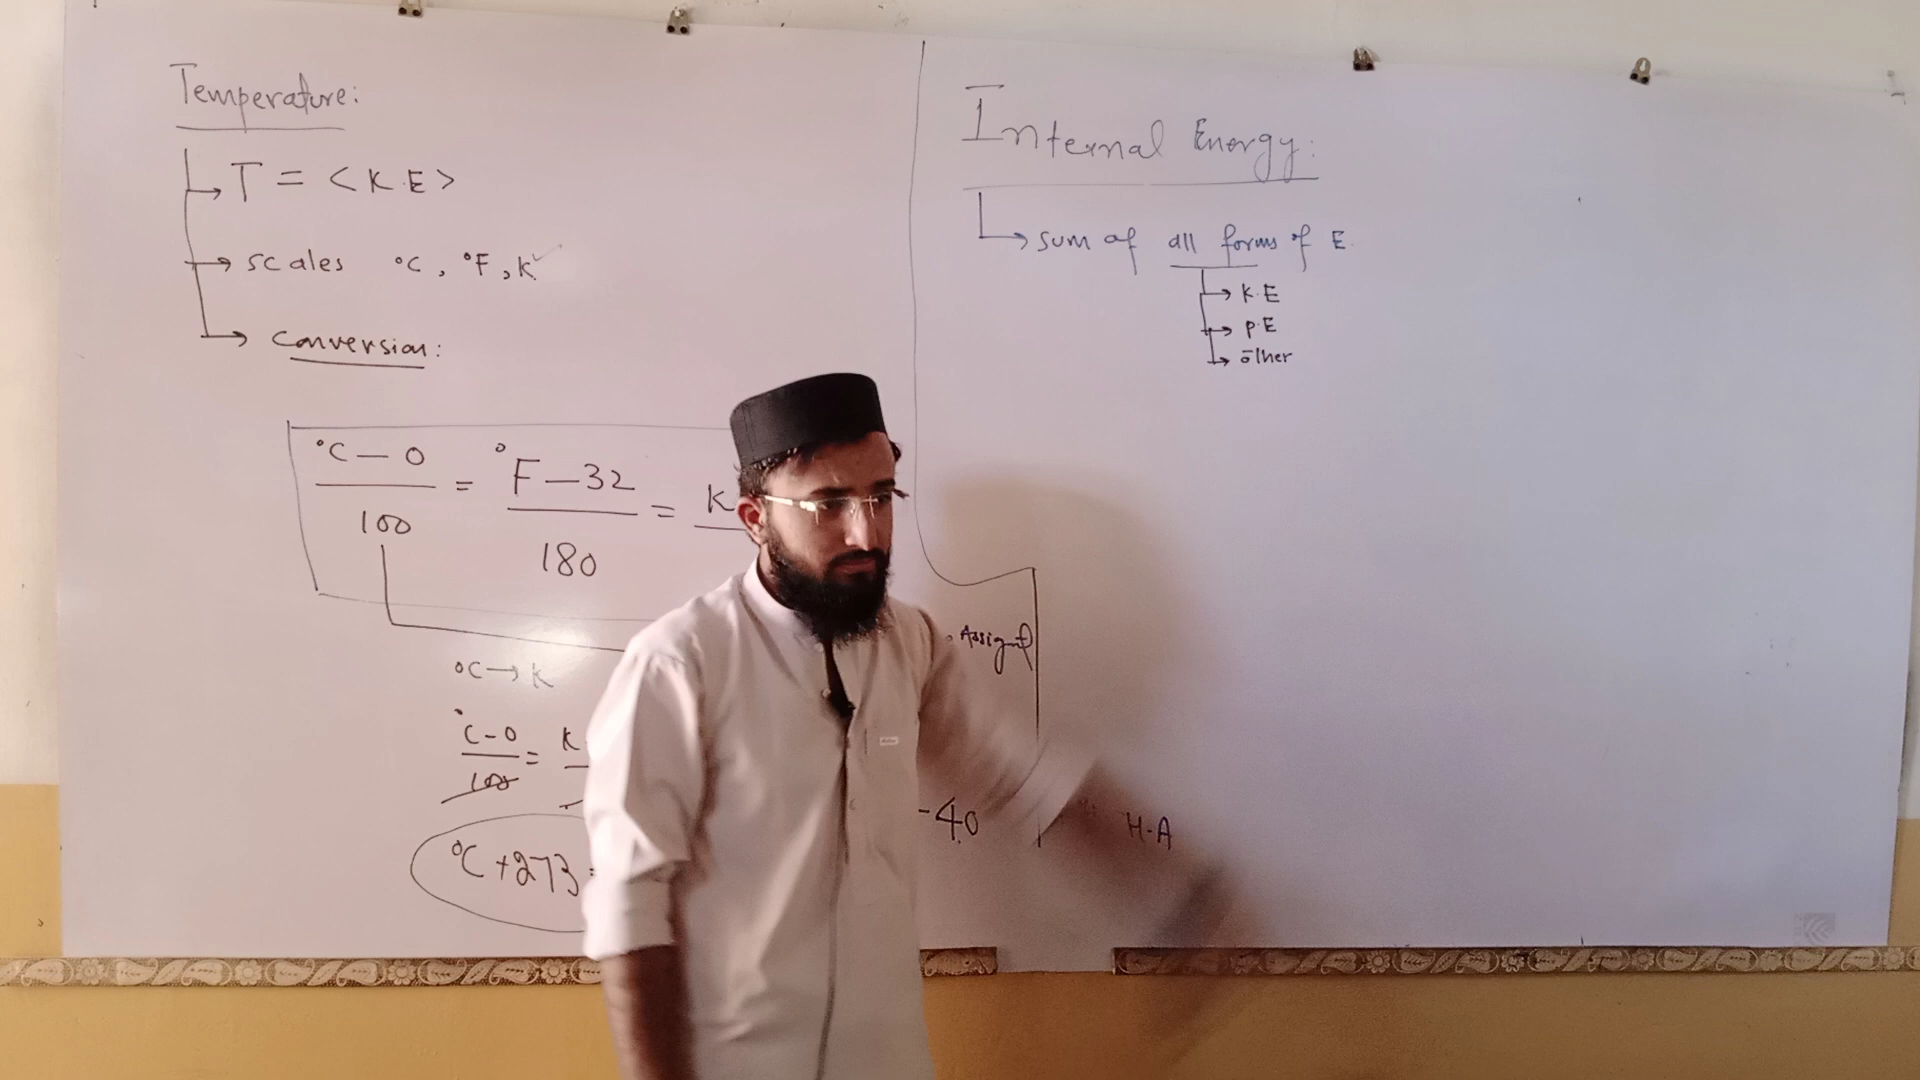 Temperature:
T = <K.E>
scales °C, °F, K
Conversion:
°C — 0 / 100 = °F — 32 / 180 = K
°C → K
°C - 0 / 100 = K
°C + 273 =
Assignt
-40
Internal Energy:
sum of all forms of E.
K.E
P.E
other
H-A